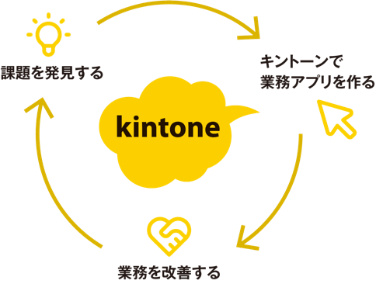 課題を発見する
キントーンで
業務アプリを作る
kintone
業務を改善する